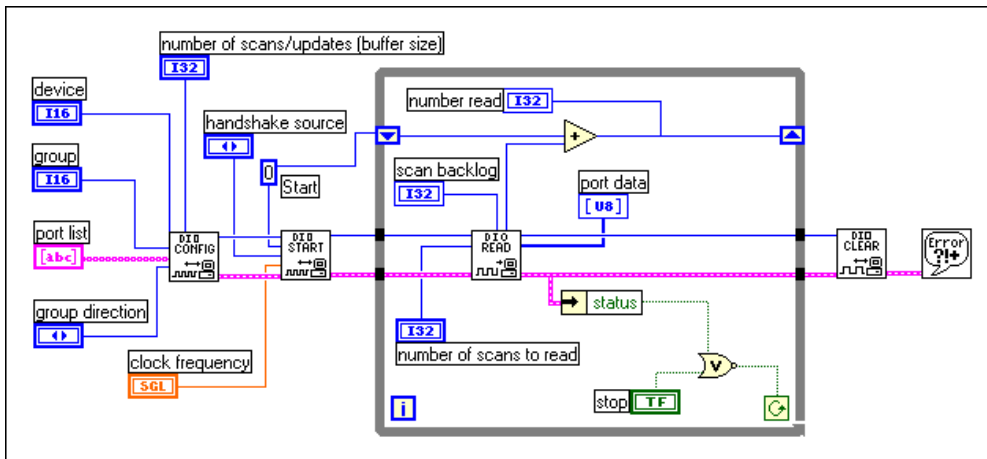 number of scans/updates (buffer size)
I32
device
I16
handshake source
group
I16
0
Start
port list
[abc]
group direction
clock frequency
SGL
DIO
CONFIG
DIO
START
number read
I32
+
scan backlog
I32
port data
[U8]
DIO
READ
I32
number of scans to read
status
V
stop
TF
i
DIO
CLEAR
Error
?!+